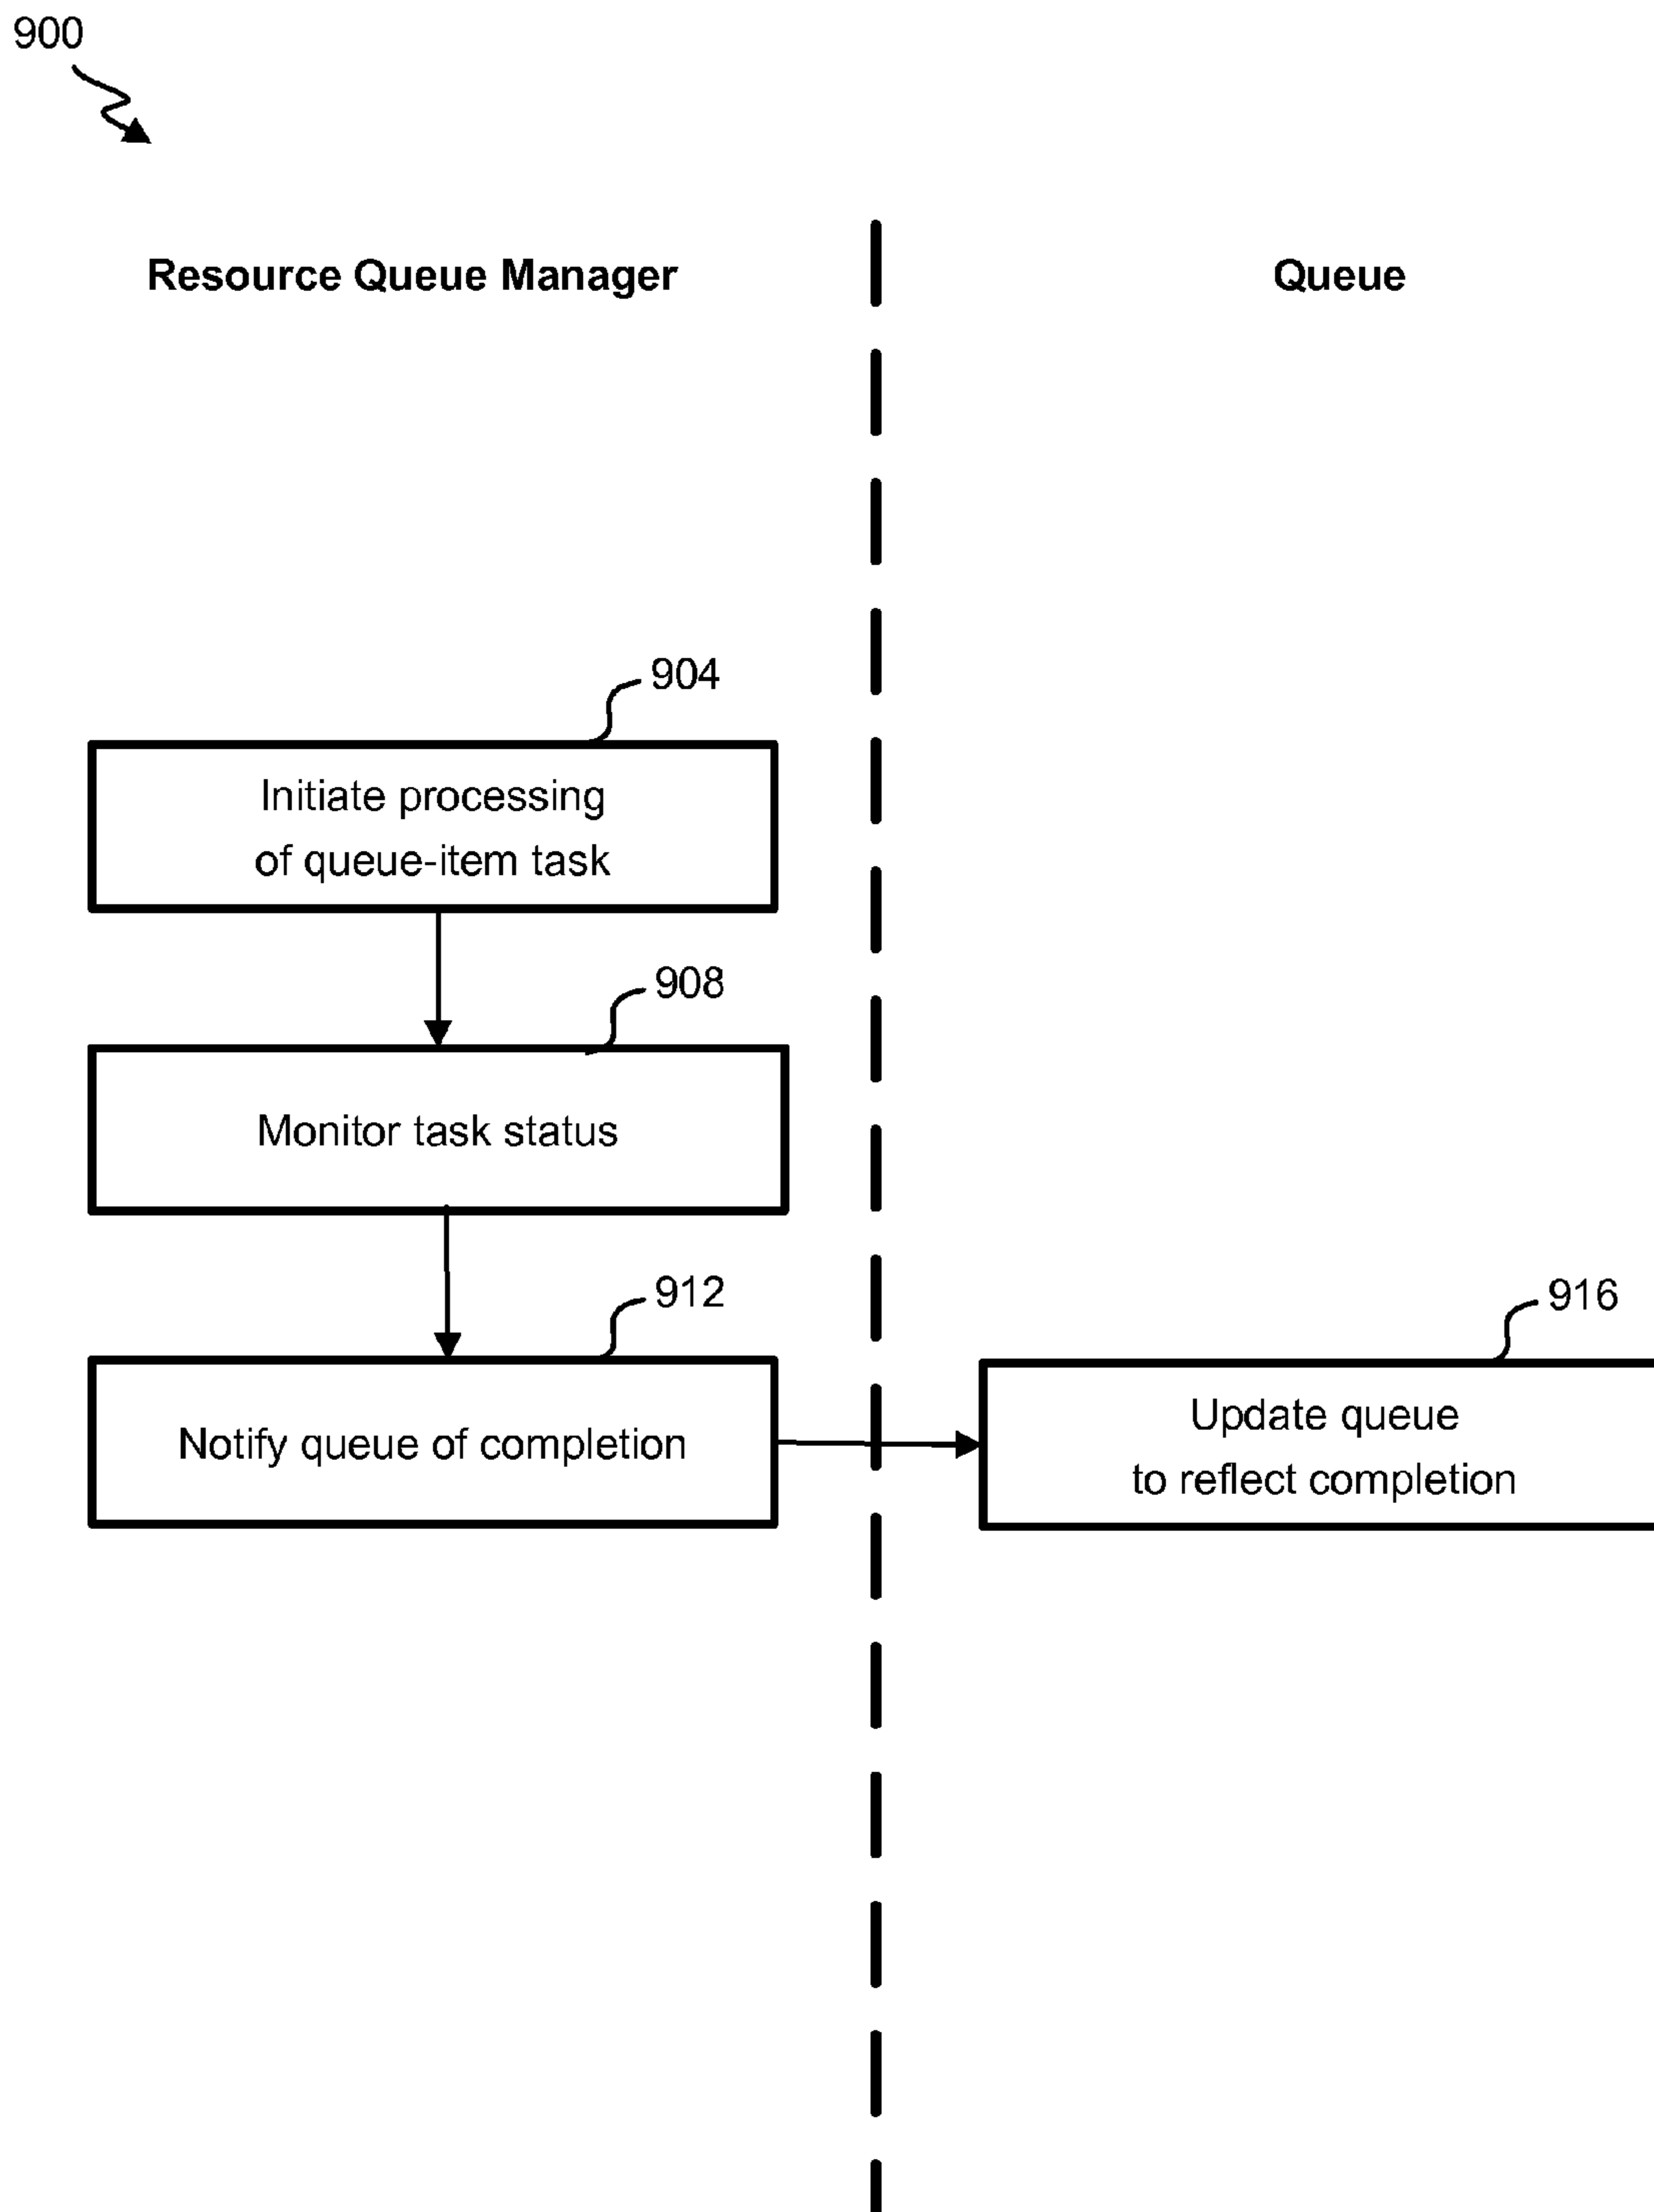 900
Resource Queue Manager
Queue
904
Initiate processing
of queue-item task
908
Monitor task status
912
Notify queue of completion
916
Update queue
to reflect completion